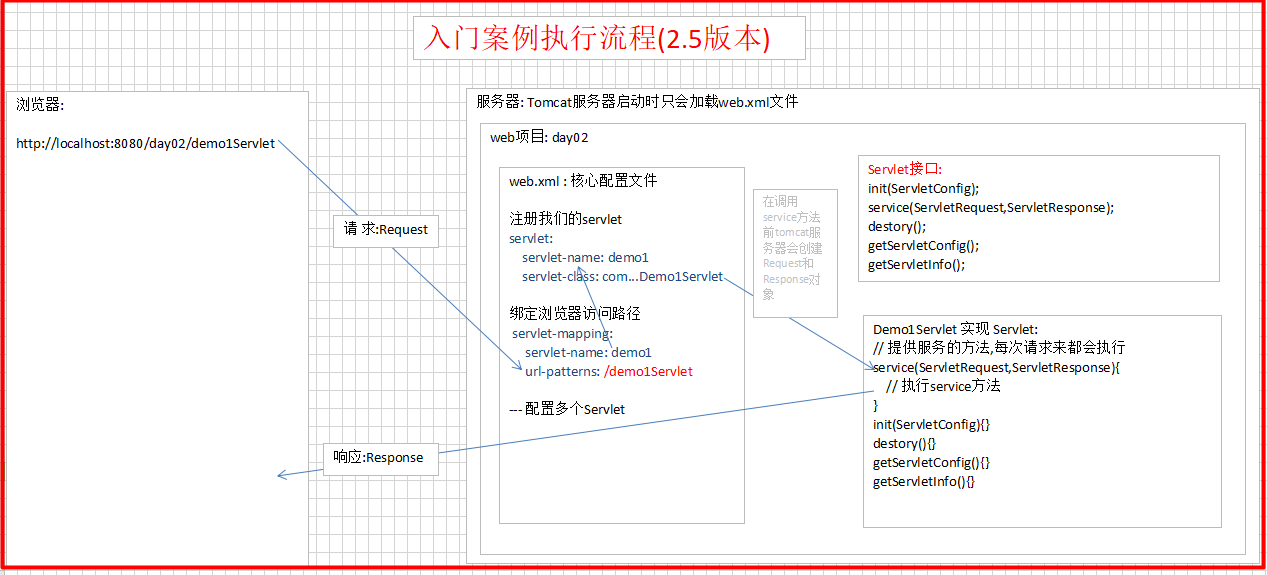 入门案例执行流程(2.5版本)
浏览器:
http://localhost:8080/day02/demo1Servlet
请 求:Request
响应:Response
服务器: Tomcat服务器启动时只会加载web.xml文件
web项目: day02
web.xml : 核心配置文件
注册我们的servlet
servlet:
servlet-name: demo1
servlet-class: com...Demo1Servlet
绑定浏览器访问路径
servlet-mapping:
servlet-name: demo1
url-patterns: /demo1Servlet
--- 配置多个Servlet
在调用
service方法
前tomcat服
务器会创建
Request和
Response对
象
Servlet接口:
init(ServletConfig);
service(ServletRequest,ServletResponse);
destory();
getServletConfig();
getServletInfo();
Demo1Servlet 实现 Servlet:
// 提供服务的方法,每次请求来都会执行
service(ServletRequest,ServletResponse){
// 执行service方法
}
init(ServletConfig){}
destory(){}
getServletConfig(){}
getServletInfo(){}